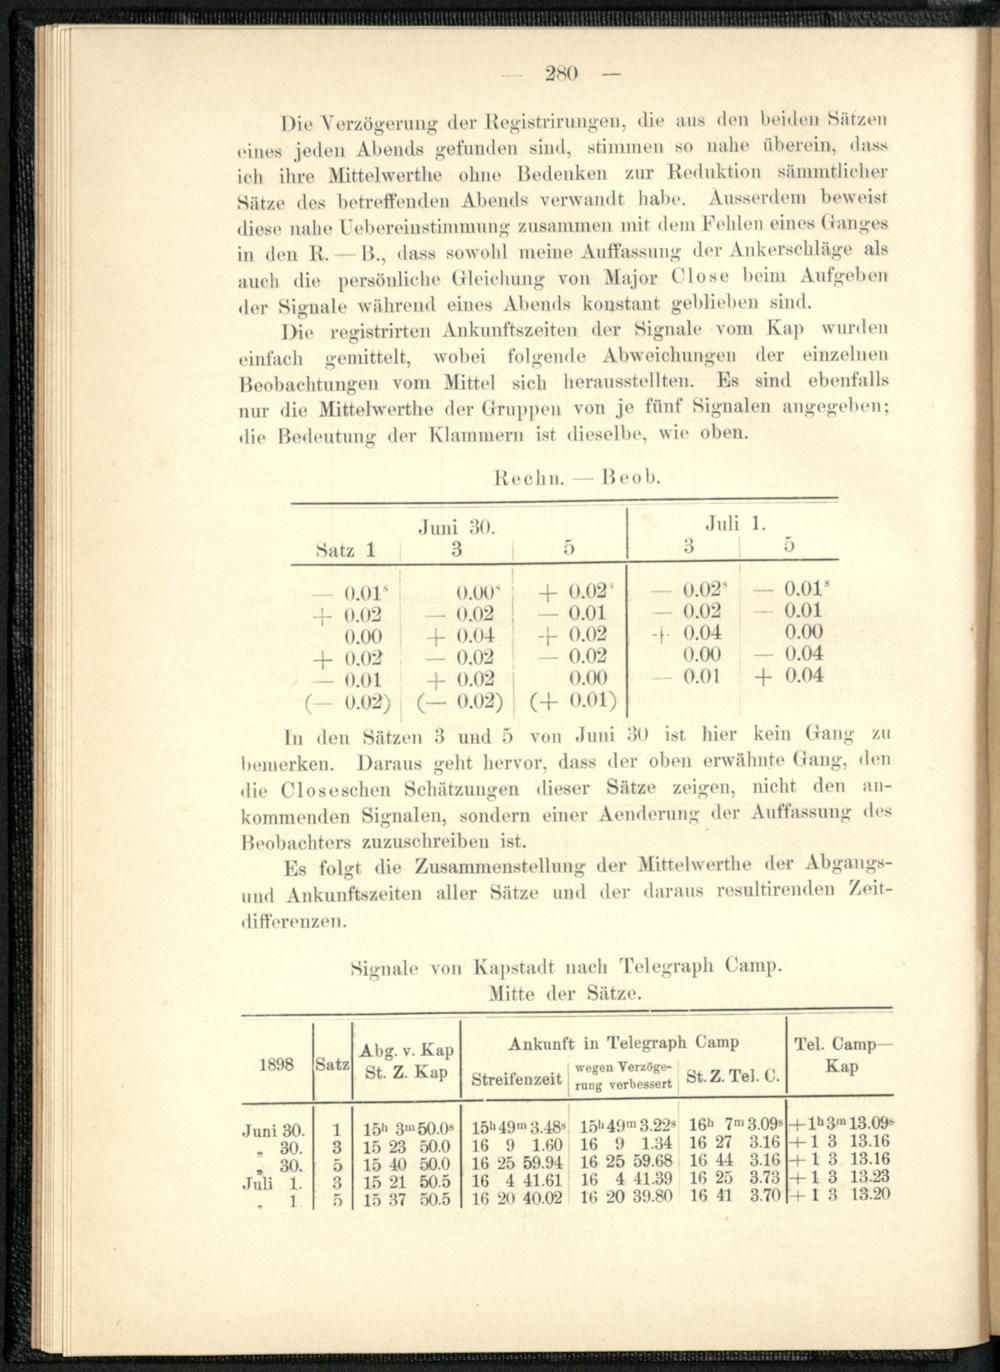 — 280 —
Die Verzögerung der Registrirungen, die aus den beiden Sätzen
eines jeden Abends gefunden sind, stimmen so nahe überein, dass
ich ihre Mittelwerthe ohne Bedenken zur Reduktion sämmtlicher
Sätze des betreffenden Abends verwandt habe. Ausserdem beweist
diese nahe Uebereinstimmung zusammen mit dem Fehlen eines Ganges
in den R. — B., dass sowohl meine Auffassung der Ankerschläge als
auch die persönliche Gleichung von Major Close beim Aufgeben
der Signale während eines Abends konstant geblieben sind.
Die registrirten Ankunftszeiten der Signale vom Kap wurden
einfach gemittelt, wobei folgende Abweichungen der einzelnen
Beobachtungen vom Mittel sich herausstellten. Es sind ebenfalls
nur die Mittelwerthe der Gruppen von je fünf Signalen angegeben;
die Bedeutung der Klammern ist dieselbe, wie oben.
Rechn. — Beob.
Juni 30. Juli 1.
Satz 1 3 5 3 5
— 0.01ˢ 0.00ˢ + 0.02ˢ — 0.02ˢ — 0.01ˢ
+ 0.02 — 0.02 — 0.01 — 0.02 — 0.01
0.00 + 0.04 + 0.02 + 0.04 0.00
+ 0.02 — 0.02 — 0.02 0.00 — 0.04
— 0.01 + 0.02 0.00 — 0.01 + 0.04
(— 0.02) (— 0.02) (+ 0.01)
In den Sätzen 3 und 5 von Juni 30 ist hier kein Gang zu
bemerken. Daraus geht hervor, dass der oben erwähnte Gang, den
die Closeschen Schätzungen dieser Sätze zeigen, nicht den an-
kommenden Signalen, sondern einer Aenderung der Auffassung des
Beobachters zuzuschreiben ist.
Es folgt die Zusammenstellung der Mittelwerthe der Abgangs-
und Ankunftszeiten aller Sätze und der daraus resultirenden Zeit-
differenzen.
Signale von Kapstadt nach Telegraph Camp.
Mitte der Sätze.
1898 Satz Abg. v. Kap St. Z. Kap Ankunft in Telegraph Camp Tel. Camp— Kap
Streifenzeit wegen Verzöge- rung verbessert St. Z. Tel. C.
Juni 30. 1 15ʰ 3ᵐ 50.0ˢ 15ʰ 49ᵐ 3.48ˢ 15ʰ 49ᵐ 3.22ˢ 16ʰ 7ᵐ 3.09ˢ +1ʰ 3ᵐ 13.09ˢ
„ 30. 3 15 23 50.0 16 9 1.60 16 9 1.34 16 27 3.16 +1 3 13.16
„ 30. 5 15 40 50.0 16 25 59.94 16 25 59.68 16 44 3.16 +1 3 13.16
Juli 1. 3 15 21 50.5 16 4 41.61 16 4 41.39 16 25 3.73 +1 3 13.23
„ 1 5 15 37 50.5 16 20 40.02 16 20 39.80 16 41 3.70 +1 3 13.20